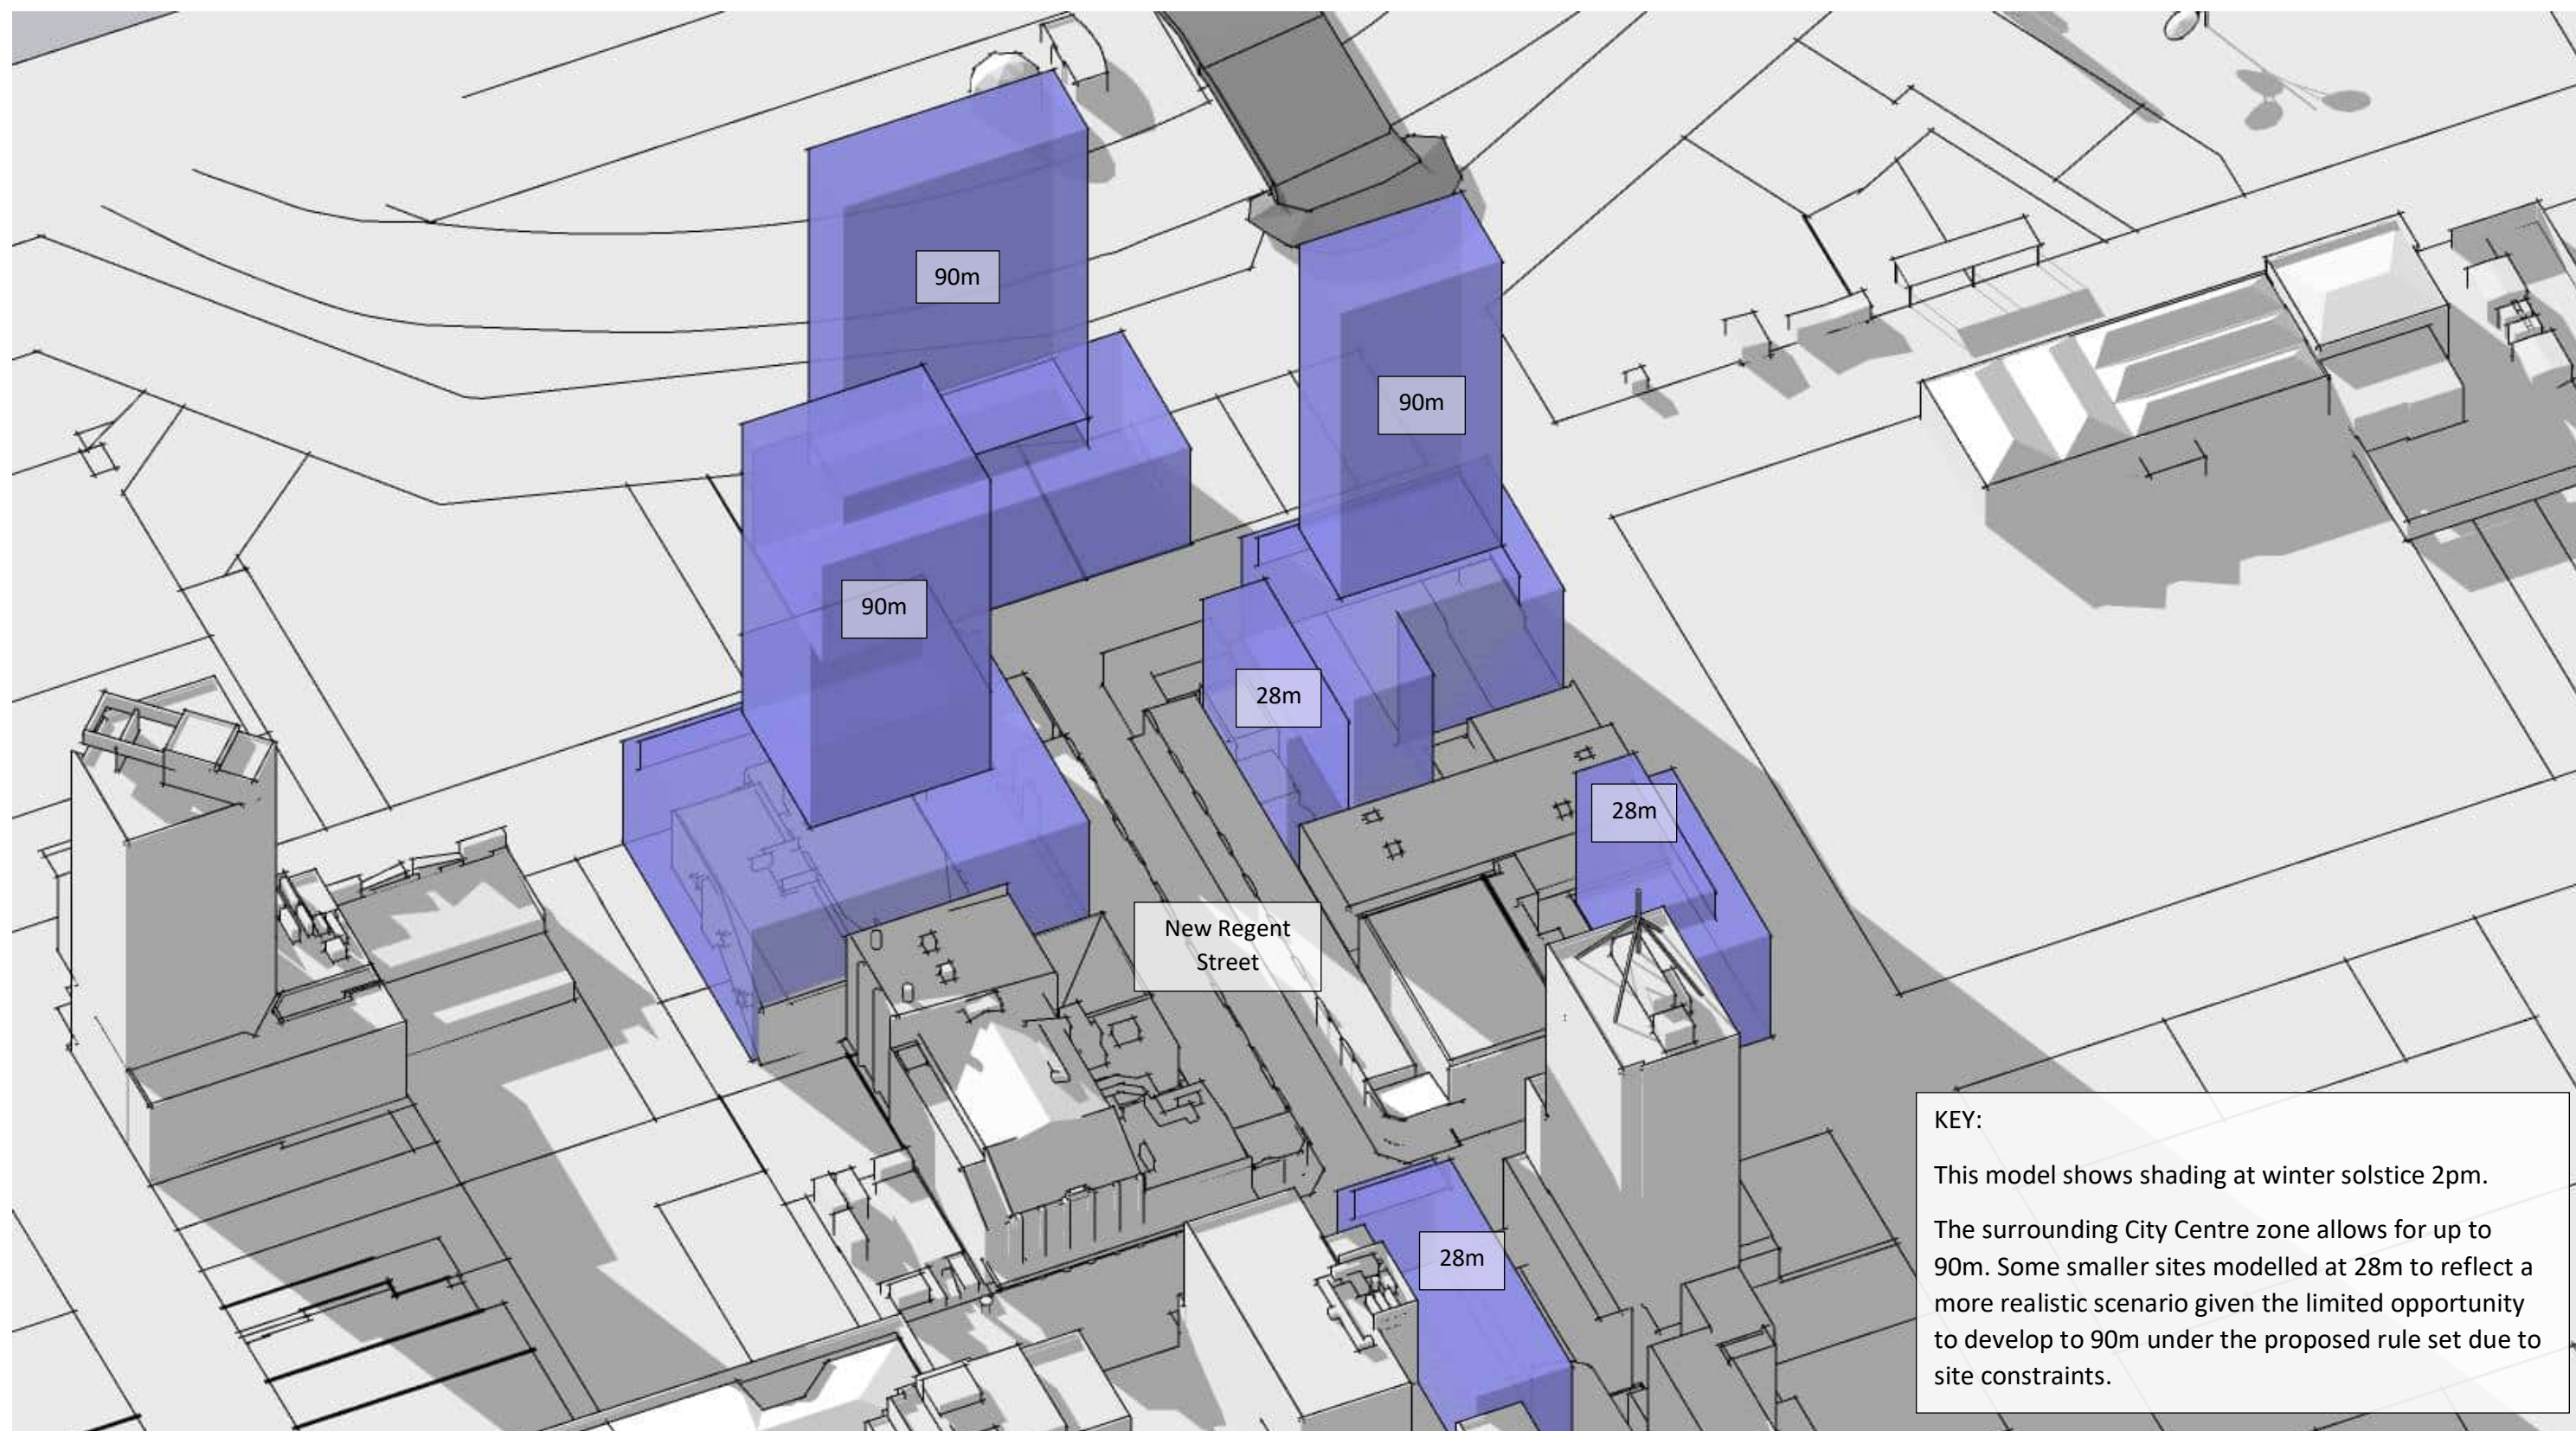 90m
90m
90m
28m
28m
New Regent
Street
28m
KEY:
This model shows shading at winter solstice 2pm.
The surrounding City Centre zone allows for up to
90m. Some smaller sites modelled at 28m to reflect a
more realistic scenario given the limited opportunity
to develop to 90m under the proposed rule set due to
site constraints.